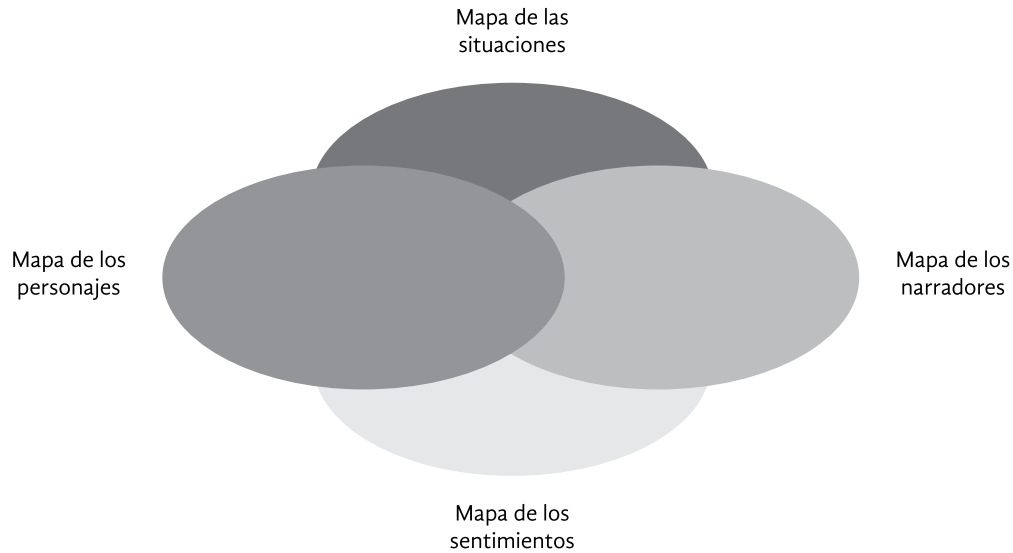 Mapa de las
situaciones
Mapa de los
personajes
Mapa de los
narradores
Mapa de los
sentimientos